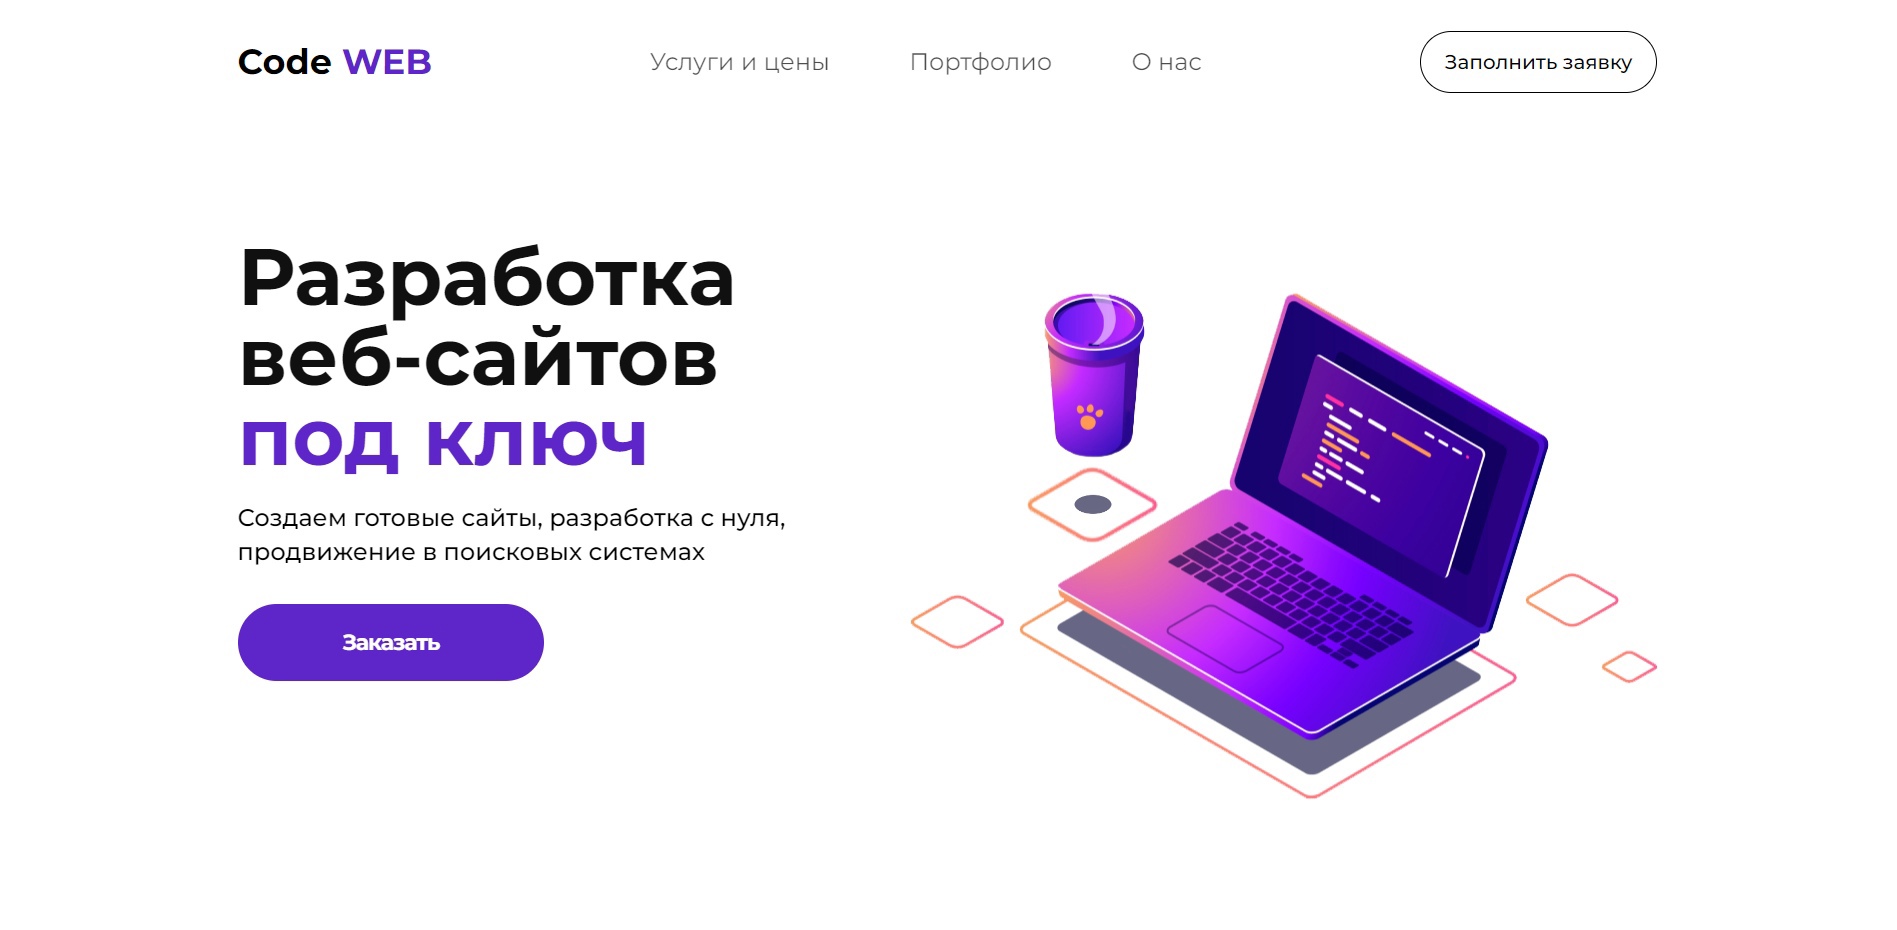 Code WEB
Услуги и цены
Портфолио
О нас
Заполнить заявку
Разработка
веб-сайтов
под ключ
Создаем готовые сайты, разработка с нуля,
продвижение в поисковых системах
Заказать